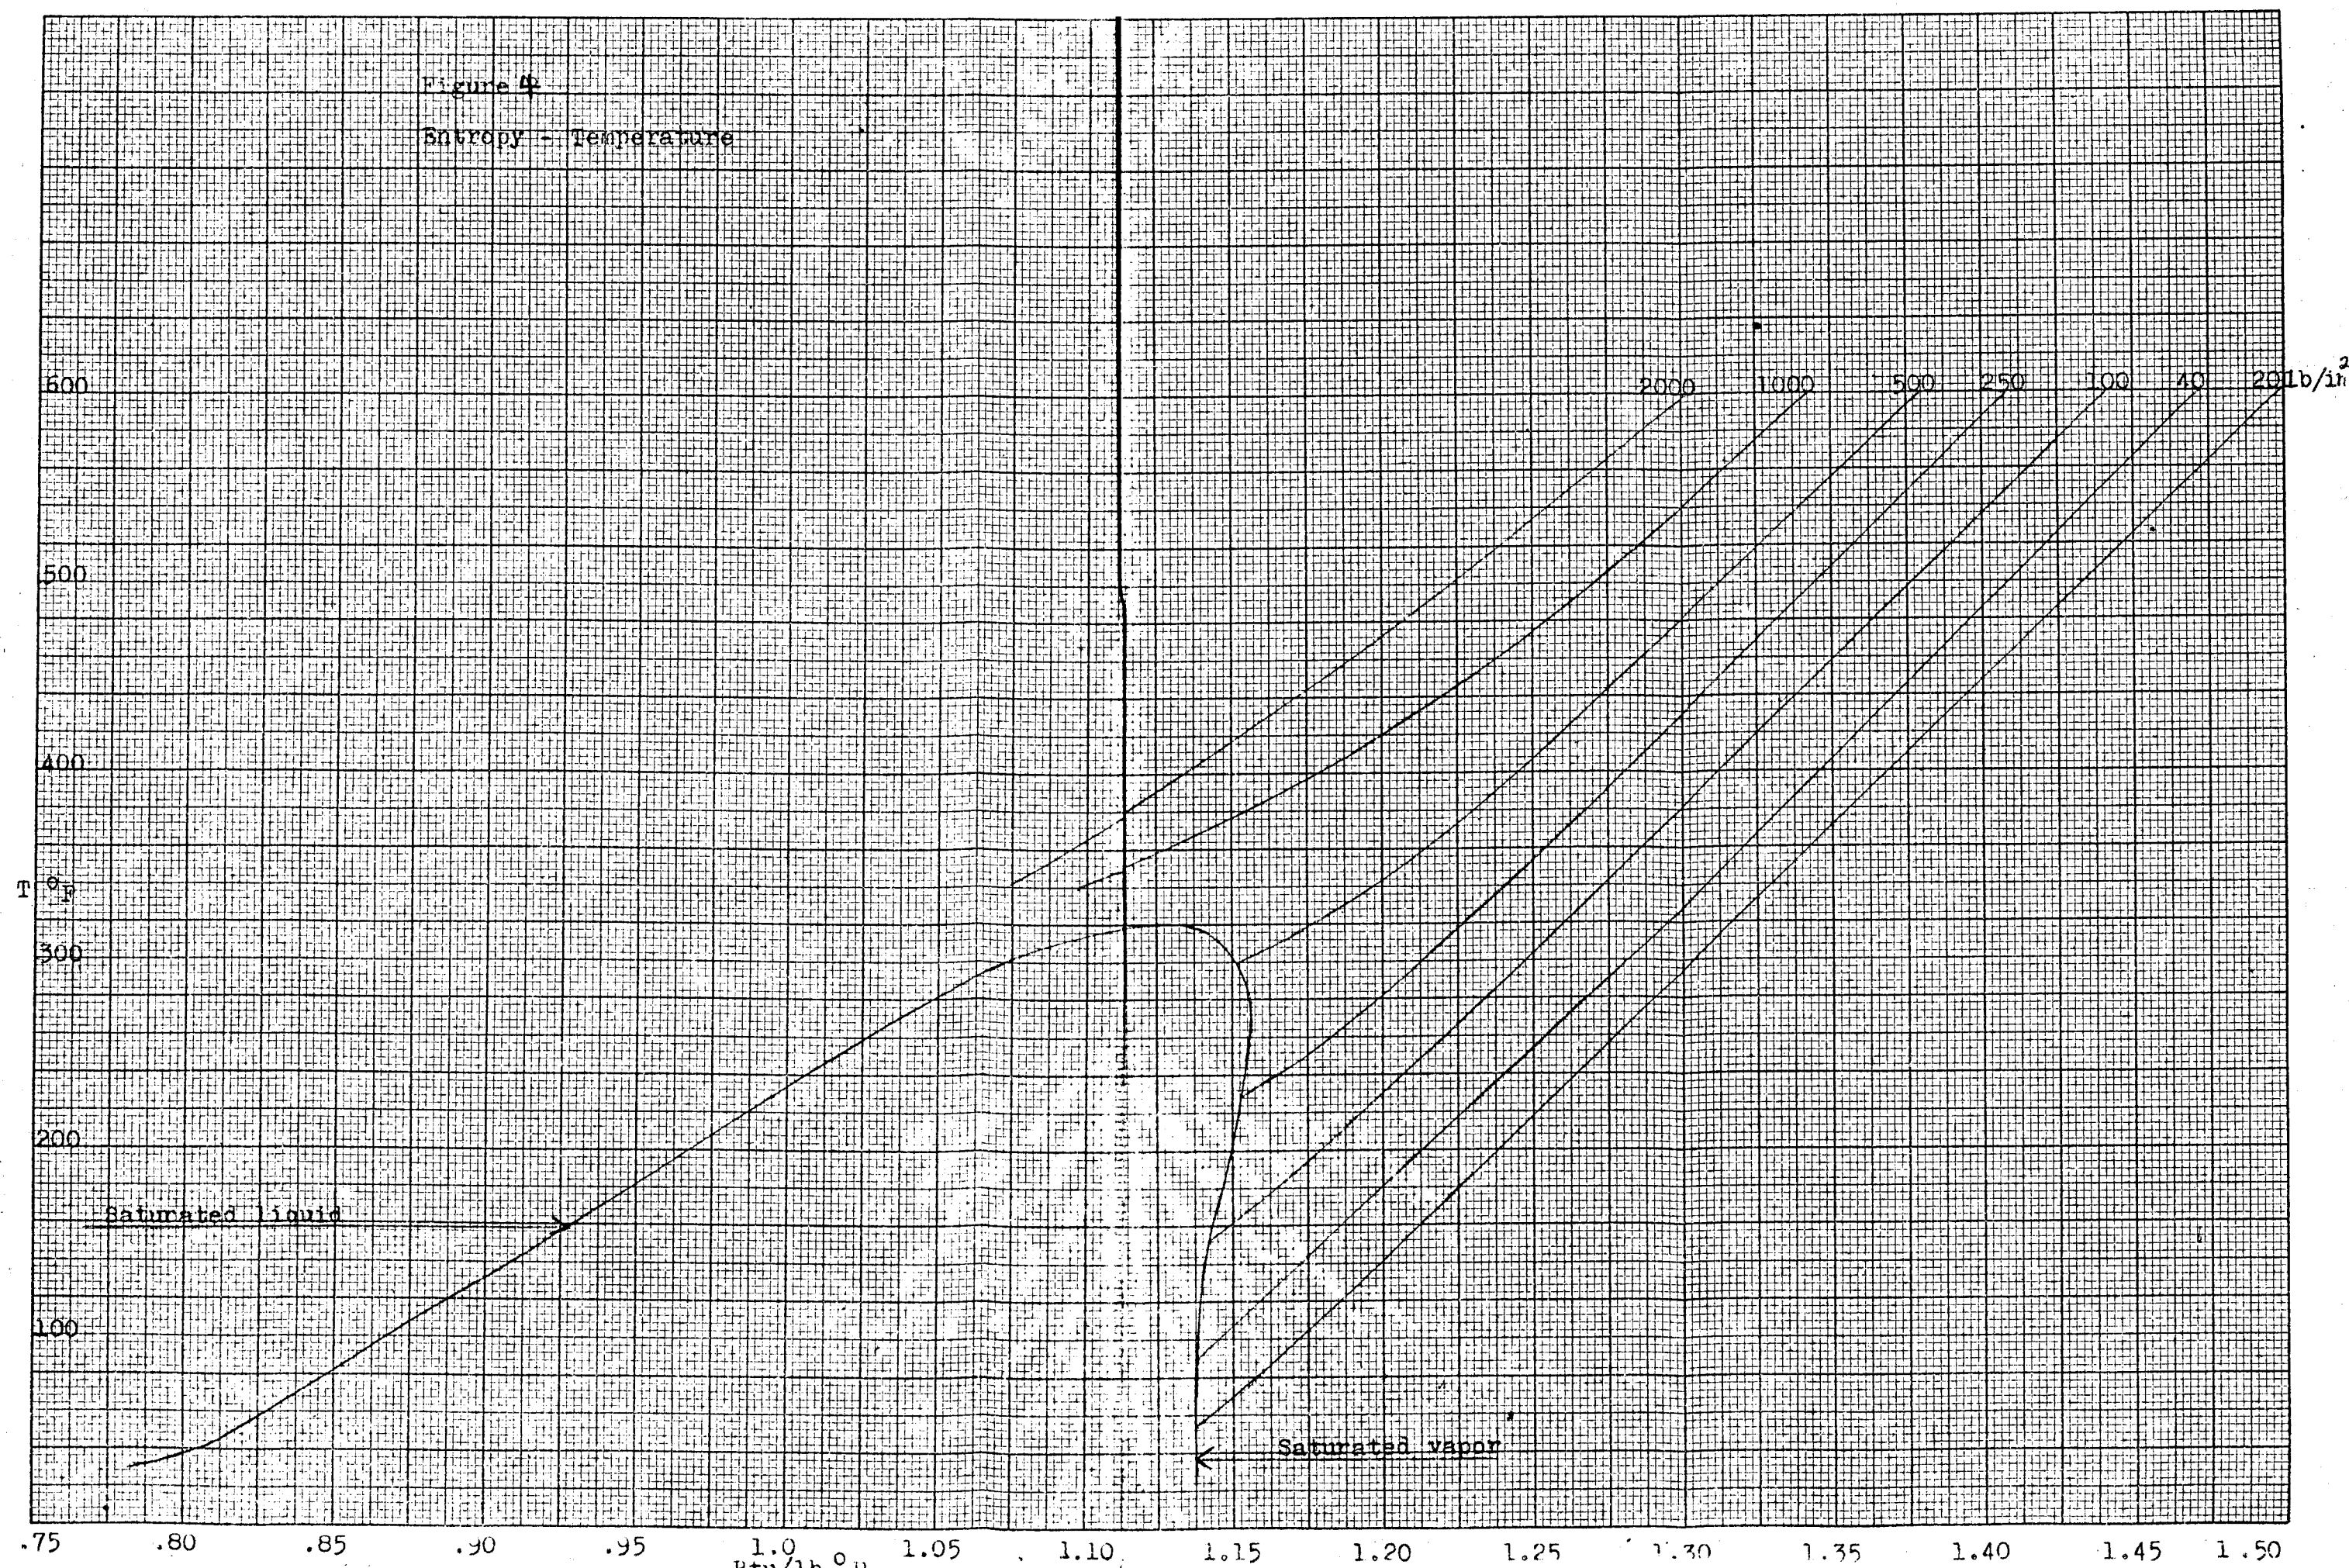 Figure 4
Entropy - Temperature
600
2000 1000 500 250 100 40 20 lb/in²
500
400
T °F
300
200
Saturated liquid
100
Saturated vapor
.75 .80 .85 .90 .95 1.0 1.05 1.10 1.15 1.20 1.25 1.30 1.35 1.40 1.45 1.50